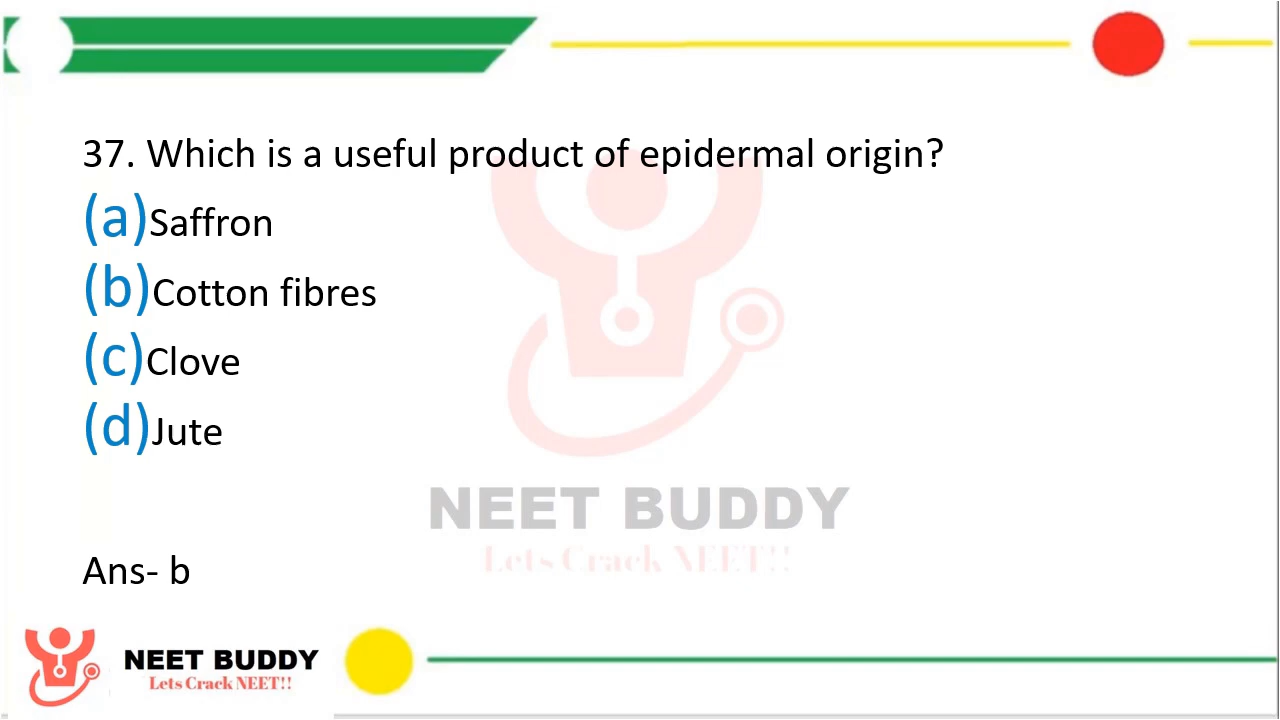 37. Which is a useful product of epidermal origin?
(a)Saffron
(b)Cotton fibres
(c)Clove
(d)Jute
NEET BUDDY
Lets Crack NEET!!
Ans- b
NEET BUDDY
Lets Crack NEET!!